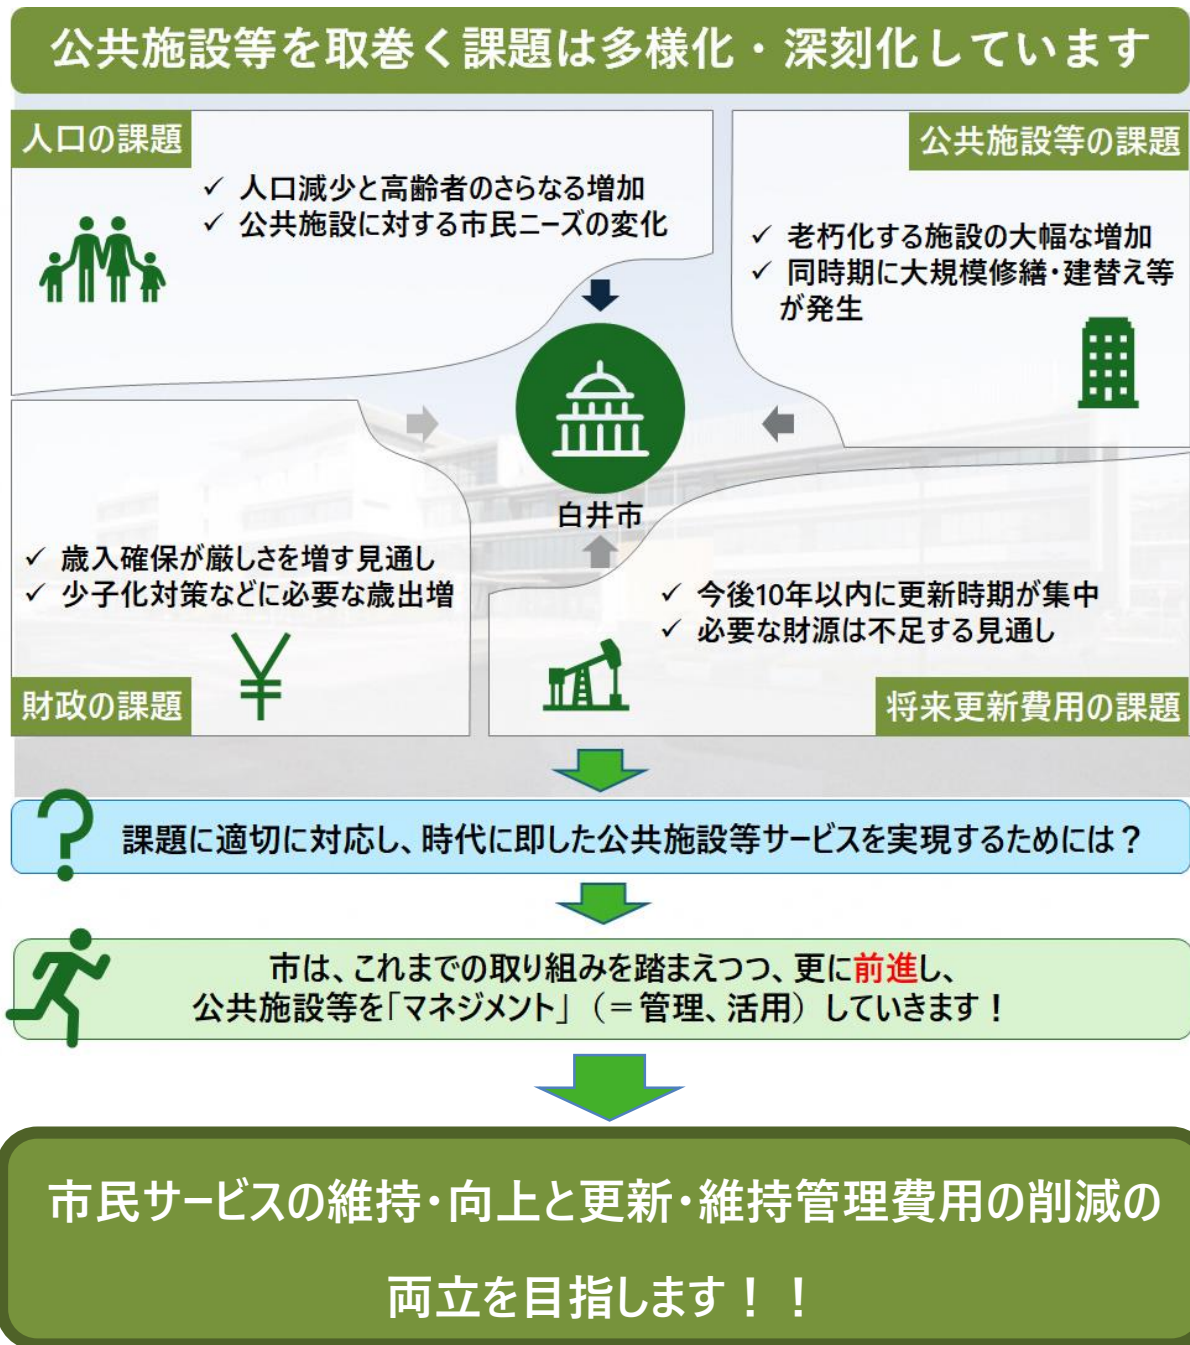 公共施設等を取巻く課題は多様化・深刻化しています
人口の課題
✓ 人口減少と高齢者のさらなる増加
✓ 公共施設に対する市民ニーズの変化
公共施設等の課題
✓ 老朽化する施設の大幅な増加
✓ 同時期に大規模修繕・建替え等
が発生
白井市
✓ 歳入確保が厳しさを増す見通し
✓ 少子化対策などに必要な歳出増
財政の課題
✓ 今後10年以内に更新時期が集中
✓ 必要な財源は不足する見通し
将来更新費用の課題
課題に適切に対応し、時代に即した公共施設等サービスを実現するためには？
市は、これまでの取り組みを踏まえつつ、更に前進し、
公共施設等を「マネジメント」（＝管理、活用）していきます！
市民サービスの維持・向上と更新・維持管理費用の削減の
両立を目指します！！